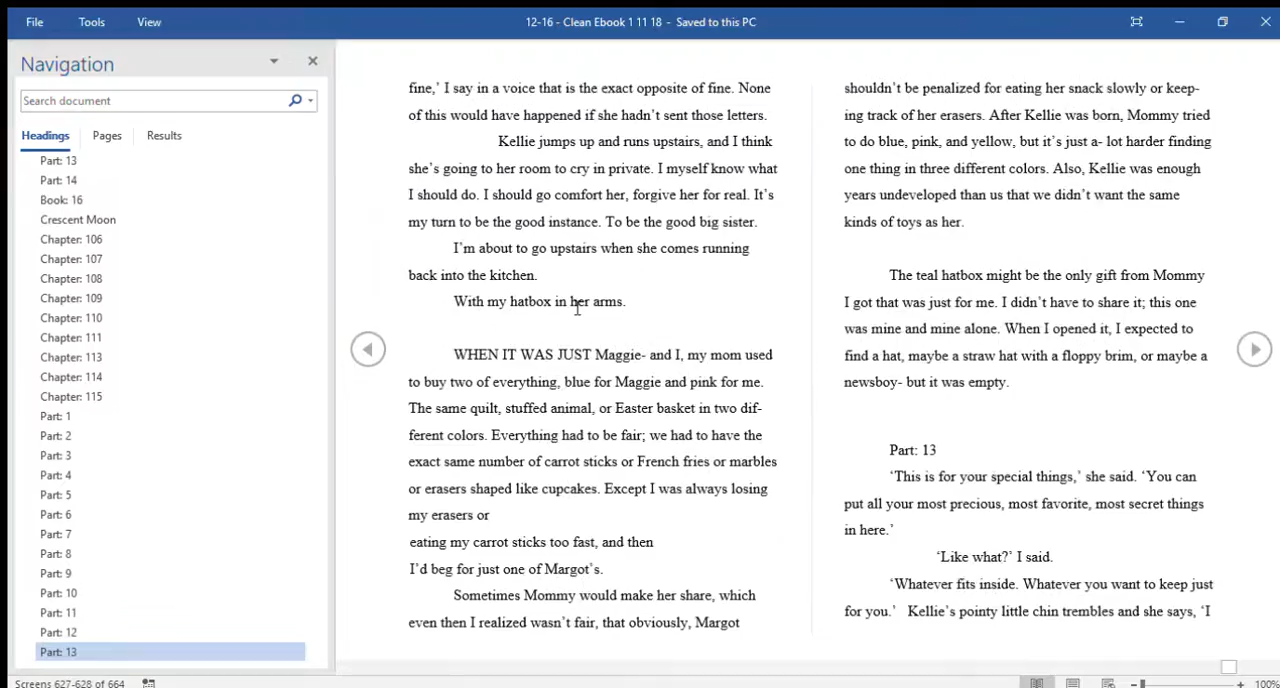 File Tools View 12-16 - Clean Ebook 1 11 18 - Saved to this PC
Navigation
Search document
Headings Pages Results
Part: 13
Part: 14
Book: 16
Crescent Moon
Chapter: 106
Chapter: 107
Chapter: 108
Chapter: 109
Chapter: 110
Chapter: 111
Chapter: 113
Chapter: 114
Chapter: 115
Part: 1
Part: 2
Part: 3
Part: 4
Part: 5
Part: 6
Part: 7
Part: 8
Part: 9
Part: 10
Part: 11
Part: 12
Part: 13
fine,’ I say in a voice that is the exact opposite of fine. None
of this would have happened if she hadn’t sent those letters.
Kellie jumps up and runs upstairs, and I think
she’s going to her room to cry in private. I myself know what
I should do. I should go comfort her, forgive her for real. It’s
my turn to be the good instance. To be the good big sister.
I’m about to go upstairs when she comes running
back into the kitchen.
With my hatbox in her arms.
WHEN IT WAS JUST Maggie- and I, my mom used
to buy two of everything, blue for Maggie and pink for me.
The same quilt, stuffed animal, or Easter basket in two dif-
ferent colors. Everything had to be fair; we had to have the
exact same number of carrot sticks or French fries or marbles
or erasers shaped like cupcakes. Except I was always losing
my erasers or
eating my carrot sticks too fast, and then
I’d beg for just one of Margot’s.
Sometimes Mommy would make her share, which
even then I realized wasn’t fair, that obviously, Margot
shouldn’t be penalized for eating her snack slowly or keep-
ing track of her erasers. After Kellie was born, Mommy tried
to do blue, pink, and yellow, but it’s just a- lot harder finding
one thing in three different colors. Also, Kellie was enough
years undeveloped than us that we didn’t want the same
kinds of toys as her.
The teal hatbox might be the only gift from Mommy
I got that was just for me. I didn’t have to share it; this one
was mine and mine alone. When I opened it, I expected to
find a hat, maybe a straw hat with a floppy brim, or maybe a
newsboy- but it was empty.
Part: 13
‘This is for your special things,’ she said. ‘You can
put all your most precious, most favorite, most secret things
in here.’
‘Like what?’ I said.
‘Whatever fits inside. Whatever you want to keep just
for you.’ Kellie’s pointy little chin trembles and she says, ‘I
Screens 627-628 of 664
100%